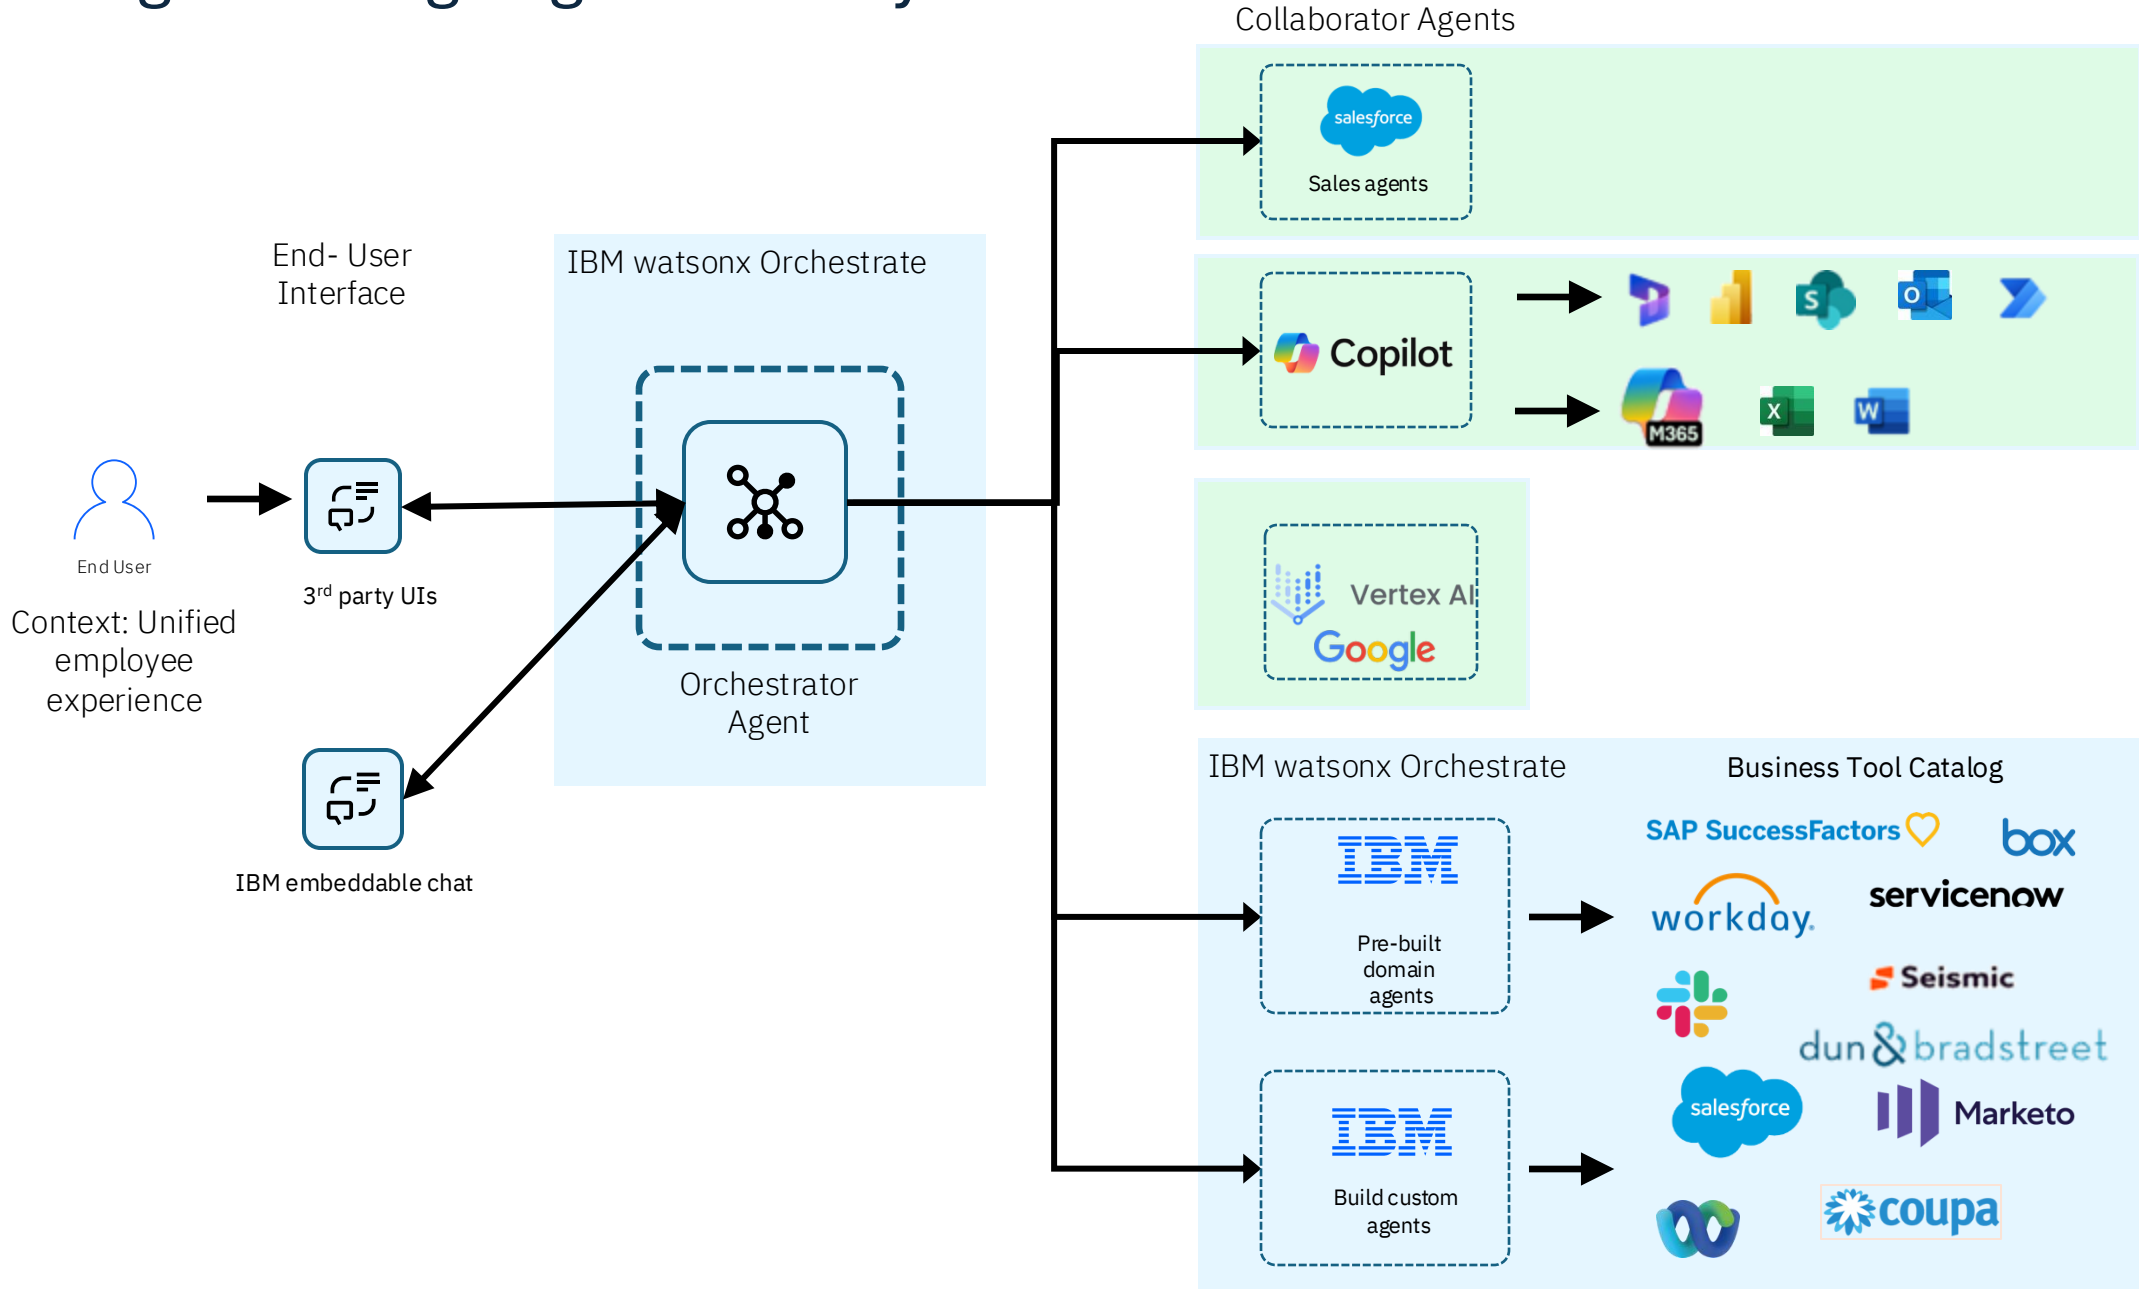 Collaborator Agents
salesforce
Sales agents
End- User
Interface
IBM watsonx Orchestrate
S
O
Copilot
M365
X
W
End User
3rd party UIs
Context: Unified
employee
experience
Orchestrator
Agent
Vertex AI
Google
IBM embeddable chat
IBM watsonx Orchestrate
Business Tool Catalog
IBM
Pre-built
domain
agents
SAP SuccessFactors
box
workday.
servicenow
Seismic
dun & bradstreet
IBM
Build custom
agents
salesforce
Marketo
coupa